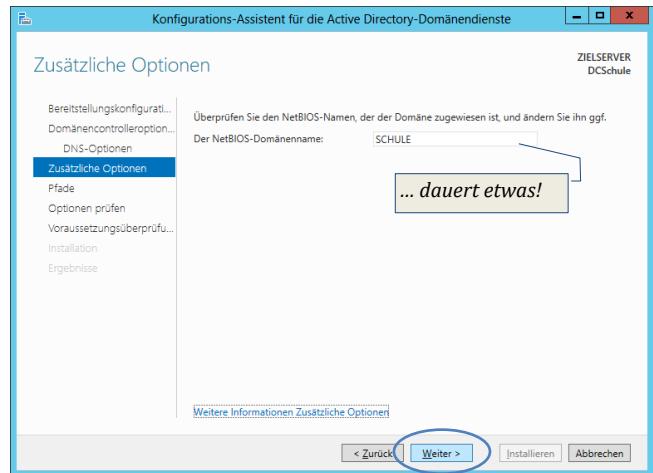 Konfigurations-Assistent für die Active Directory-Domänendienste
Zusätzliche Optionen
ZIELSERVER
DCSchule
Bereitstellungskonfigurati...
Domänencontrolleroption...
DNS-Optionen
Zusätzliche Optionen
Pfade
Optionen prüfen
Voraussetzungsüberprüfu...
Installation
Ergebnisse
Überprüfen Sie den NetBIOS-Namen, der der Domäne zugewiesen ist, und ändern Sie ihn ggf.
Der NetBIOS-Domänenname: SCHULE
... dauert etwas!
Weitere Informationen Zusätzliche Optionen
< Zurück Weiter > Installieren Abbrechen